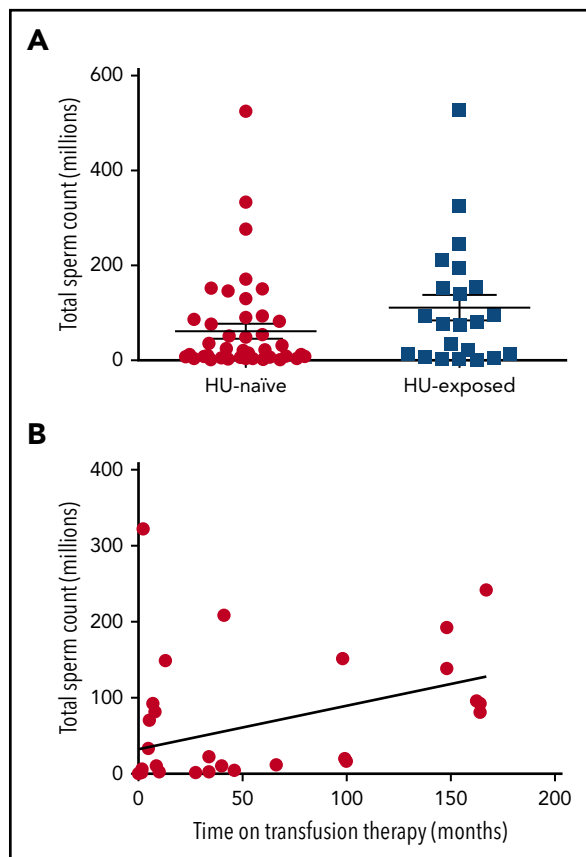 A
Total sperm count (millions)
600
400
200
0
HU-naïve
HU-exposed
B
Total sperm count (millions)
400
300
200
100
0
0
50
100
150
200
Time on transfusion therapy (months)